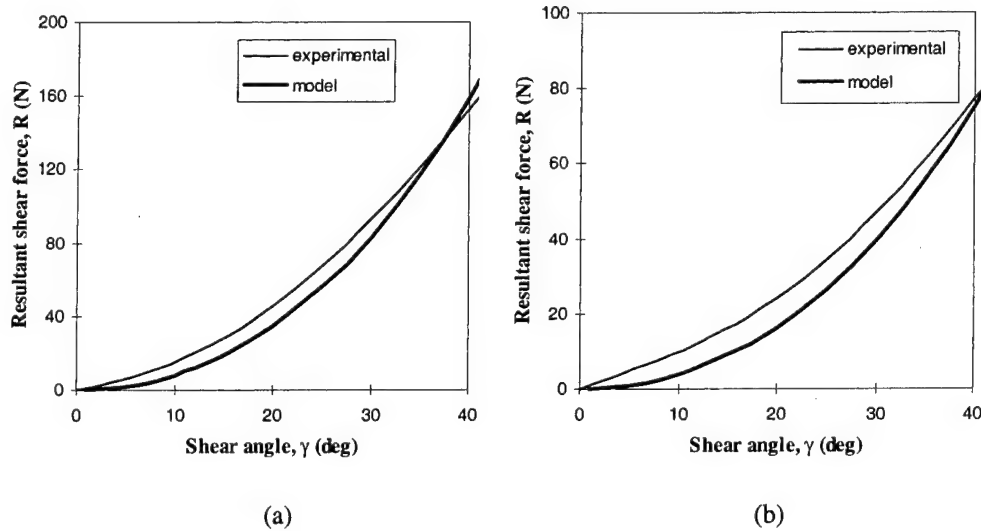 200
160
120
80
40
0
experimental
model
Resultant shear force, R (N)
0 10 20 30 40
Shear angle, γ (deg)
(a)
100
80
60
40
20
0
experimental
model
Resultant shear force, R (N)
0 10 20 30 40
Shear angle, γ (deg)
(b)